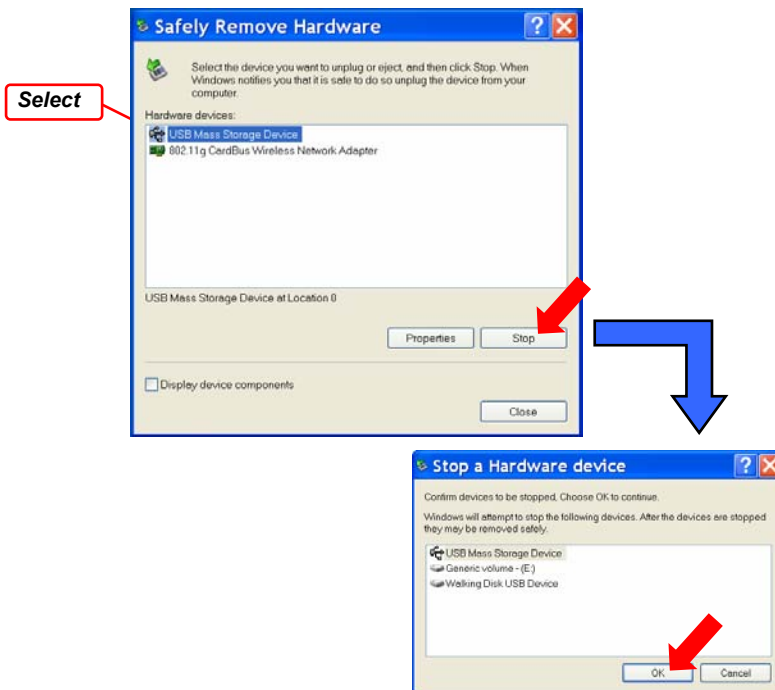 Safely Remove Hardware
Select the device you want to unplug or eject, and then click Stop. When
Windows notifies you that it is safe to do so unplug the device from your
computer.
Select
Hardware devices:
USB Mass Storage Device
802.11g CardBus Wireless Network Adapter
USB Mass Storage Device at Location 0
Properties
Stop
Display device components
Close
Stop a Hardware device
Confirm devices to be stopped, Choose OK to continue.
Windows will attempt to stop the following devices. After the devices are stopped
they may be removed safely.
USB Mass Storage Device
Generic volume - (E:)
Walking Disk USB Device
OK
Cancel